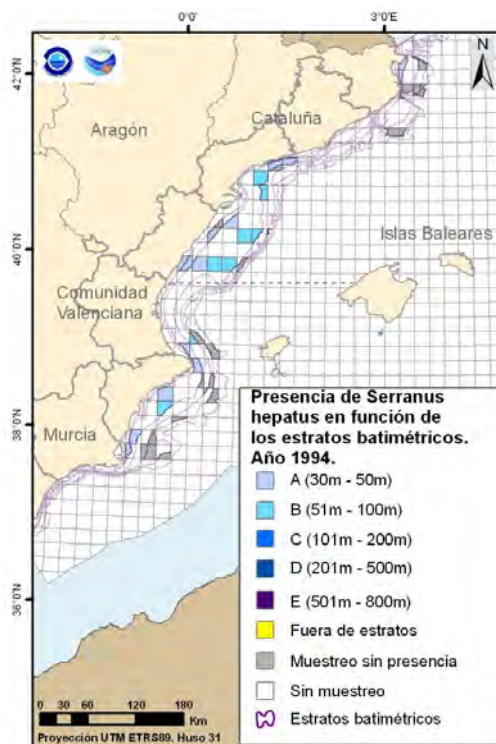 0°0'
3°0'E
N
42°0'N
Cataluña
Aragón
40°0'N
Islas Baleares
Comunidad
Valenciana
38°0'N
Murcia
36°0'N
Presencia de Serranus
hepatus en función de
los estratos batimétricos.
Año 1994.
A (30m - 50m)
B (51m - 100m)
C (101m - 200m)
D (201m - 500m)
E (501m - 800m)
Fuera de estratos
Muestreo sin presencia
Sin muestreo
Estratos batimétricos
0 30 60 120 180
Km
Proyección UTM ETRS89. Huso 31